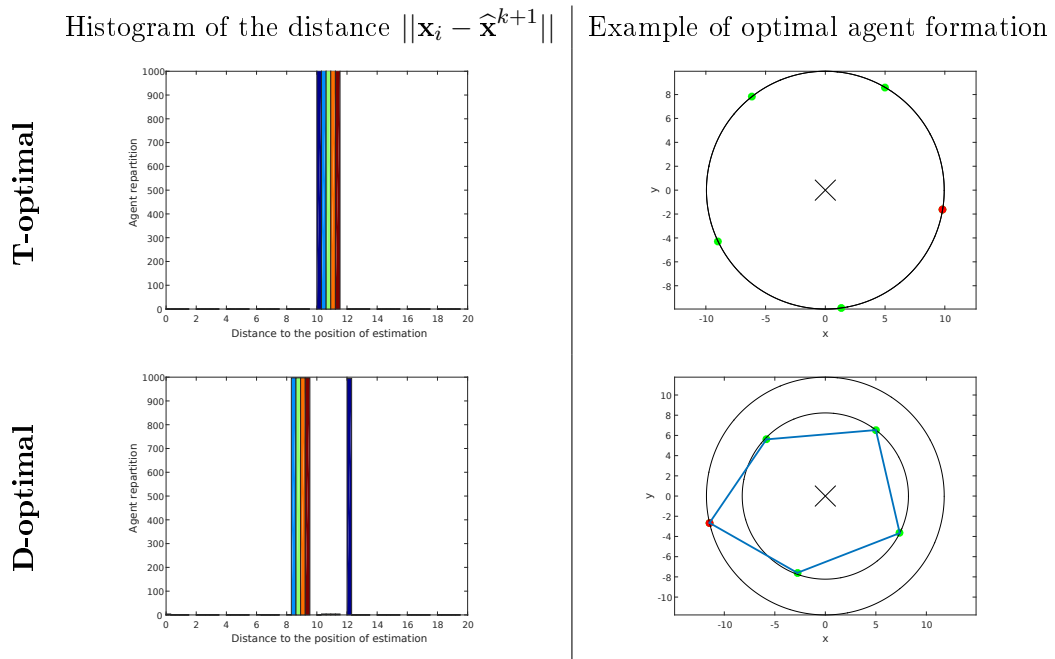 Histogram of the distance ||x_i − x̂^{k+1}||
Example of optimal agent formation
T-optimal
1000
900
800
700
600
500
400
300
200
100
0
Agent repartition
0 2 4 6 8 10 12 14 16 18 20
Distance to the position of estimation
8
6
4
2
0
-2
-4
-6
-8
y
-10 -5 0 5 10
x
D-optimal
1000
900
800
700
600
500
400
300
200
100
0
Agent repartition
0 2 4 6 8 10 12 14 16 18 20
Distance to the position of estimation
10
8
6
4
2
0
-2
-4
-6
-8
-10
y
-10 -5 0 5 10
x